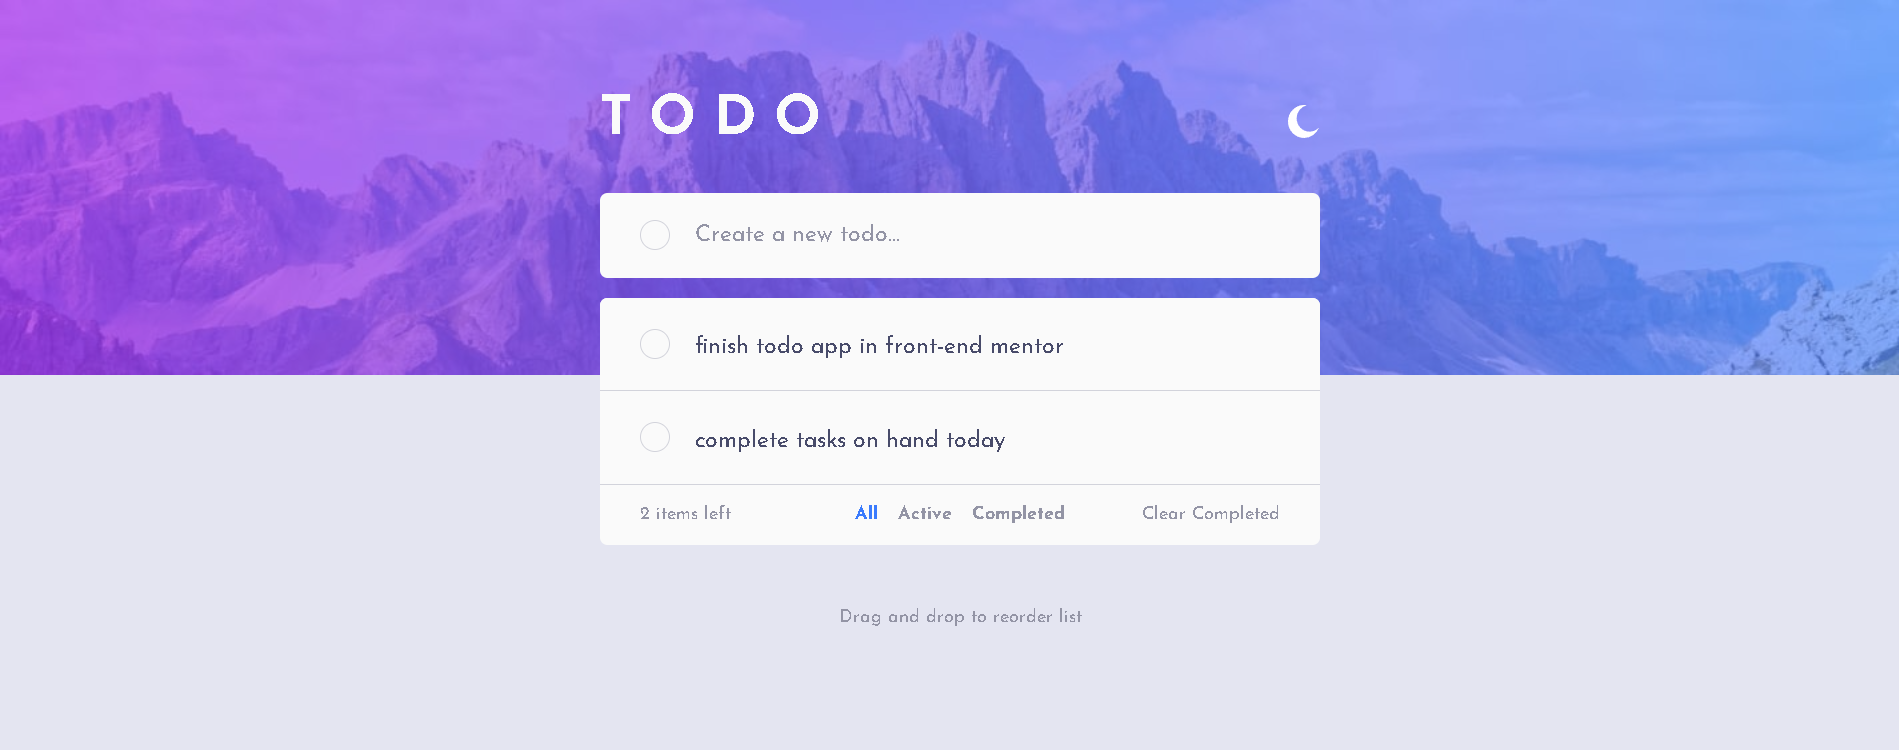 TODO
Create a new todo...
finish todo app in front-end mentor
complete tasks on hand today
2 items left All Active Completed Clear Completed
Drag and drop to reorder list